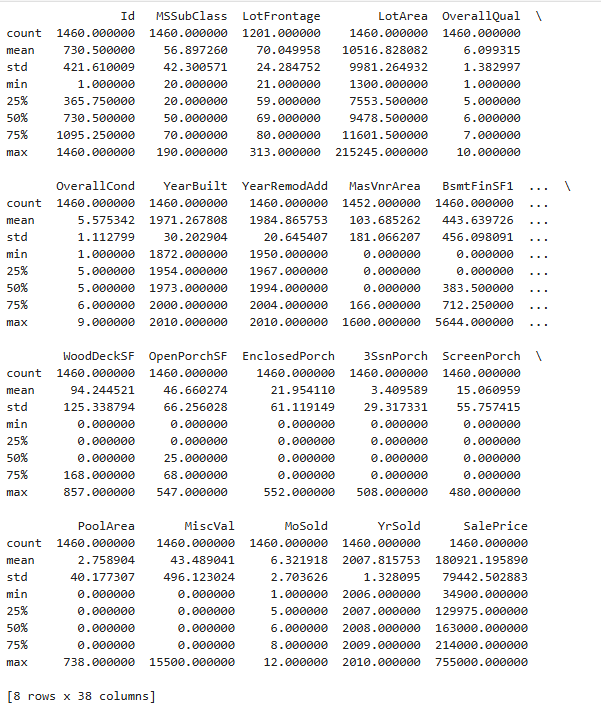 Id MSSubClass LotFrontage LotArea OverallQual \
count 1460.000000 1460.000000 1201.000000 1460.000000 1460.000000
mean 730.500000 56.897260 70.049958 10516.828082 6.099315
std 421.610009 42.300571 24.284752 9981.264932 1.382997
min 1.000000 20.000000 21.000000 1300.000000 1.000000
25% 365.750000 20.000000 59.000000 7553.500000 5.000000
50% 730.500000 50.000000 69.000000 9478.500000 6.000000
75% 1095.250000 70.000000 80.000000 11601.500000 7.000000
max 1460.000000 190.000000 313.000000 215245.000000 10.000000
OverallCond YearBuilt YearRemodAdd MasVnrArea BsmtFinSF1 ... \
count 1460.000000 1460.000000 1460.000000 1452.000000 1460.000000 ...
mean 5.575342 1971.267808 1984.865753 103.685262 443.639726 ...
std 1.112799 30.202904 20.645407 181.066207 456.098091 ...
min 1.000000 1872.000000 1950.000000 0.000000 0.000000 ...
25% 5.000000 1954.000000 1967.000000 0.000000 0.000000 ...
50% 5.000000 1973.000000 1994.000000 0.000000 383.500000 ...
75% 6.000000 2000.000000 2004.000000 166.000000 712.250000 ...
max 9.000000 2010.000000 2010.000000 1600.000000 5644.000000 ...
WoodDeckSF OpenPorchSF EnclosedPorch 3SsnPorch ScreenPorch \
count 1460.000000 1460.000000 1460.000000 1460.000000 1460.000000
mean 94.244521 46.660274 21.954110 3.409589 15.060959
std 125.338794 66.256028 61.119149 29.317331 55.757415
min 0.000000 0.000000 0.000000 0.000000 0.000000
25% 0.000000 0.000000 0.000000 0.000000 0.000000
50% 0.000000 25.000000 0.000000 0.000000 0.000000
75% 168.000000 68.000000 0.000000 0.000000 0.000000
max 857.000000 547.000000 552.000000 508.000000 480.000000
PoolArea MiscVal MoSold YrSold SalePrice
count 1460.000000 1460.000000 1460.000000 1460.000000 1460.000000
mean 2.758904 43.489041 6.321918 2007.815753 180921.195890
std 40.177307 496.123024 2.703626 1.328095 79442.502883
min 0.000000 0.000000 1.000000 2006.000000 34900.000000
25% 0.000000 0.000000 5.000000 2007.000000 129975.000000
50% 0.000000 0.000000 6.000000 2008.000000 163000.000000
75% 0.000000 0.000000 8.000000 2009.000000 214000.000000
max 738.000000 15500.000000 12.000000 2010.000000 755000.000000
[8 rows x 38 columns]